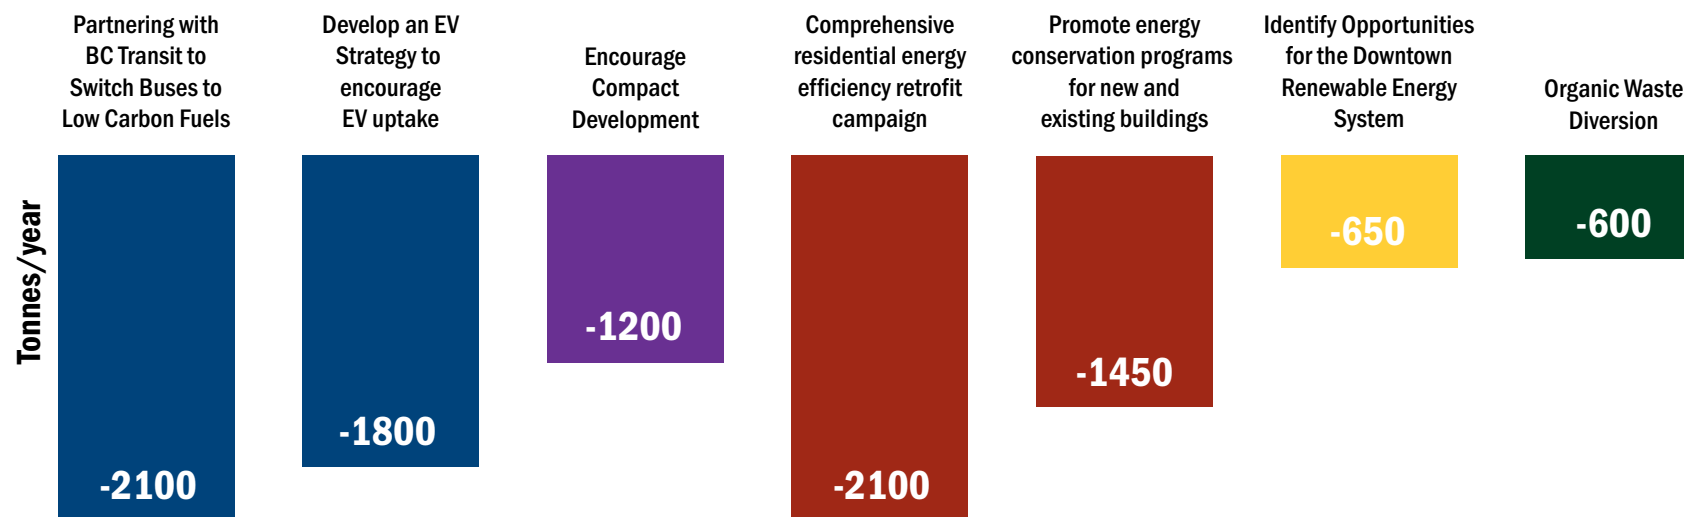 Partnering with
BC Transit to
Switch Buses to
Low Carbon Fuels
Develop an EV
Strategy to
encourage
EV uptake
Encourage
Compact
Development
Comprehensive
residential energy
efficiency retrofit
campaign
Promote energy
conservation programs
for new and
existing buildings
Identify Opportunities
for the Downtown
Renewable Energy
System
Organic Waste
Diversion
Tonnes/year
-2100
-1800
-1200
-2100
-1450
-650
-600